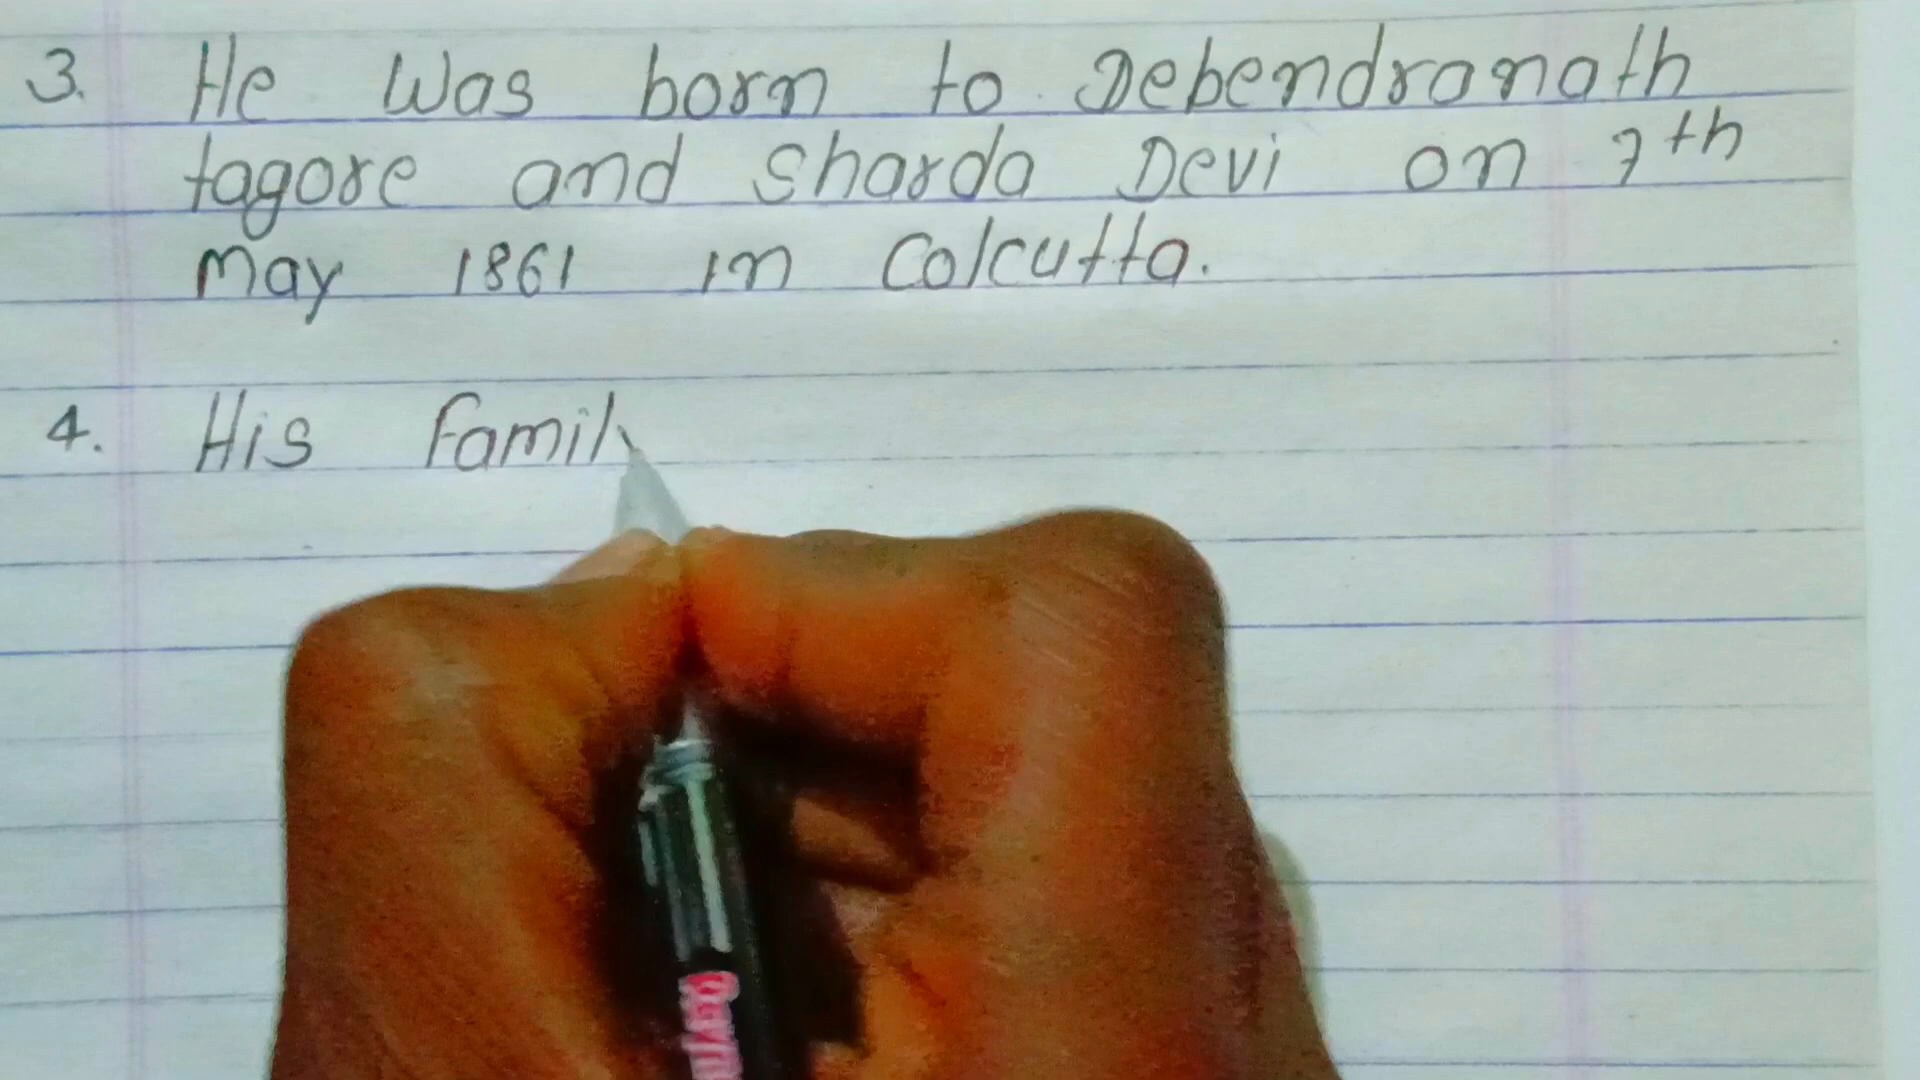 3. He Was born to Debendranath
tagore and Sharda Devi on 7th
May 1861 in Calcutta.
4. His Famil